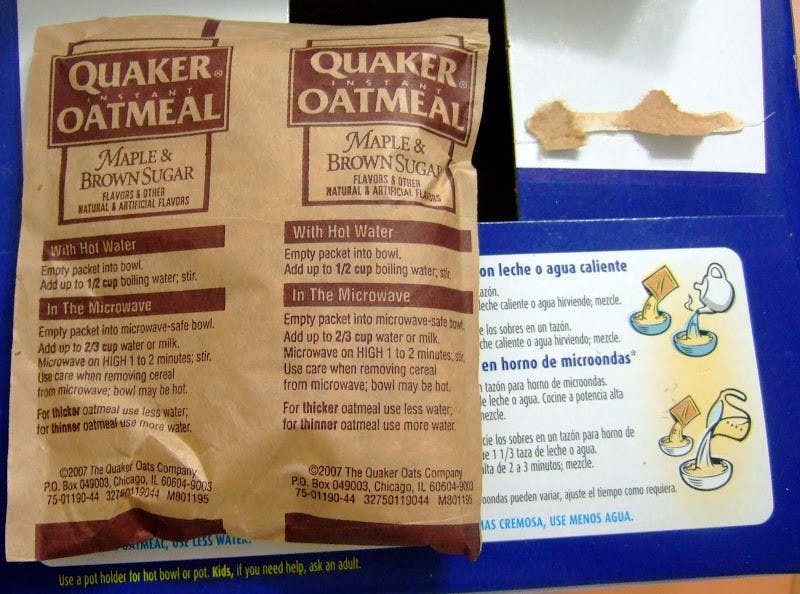 QUAKER®
INSTANT
OATMEAL
MAPLE &
BROWN SUGAR
FLAVORS & OTHER
NATURAL & ARTIFICIAL FLAVORS
With Hot Water
Empty packet into bowl.
Add up to 1/2 cup boiling water; stir.
In The Microwave
Empty packet into microwave-safe bowl.
Add up to 2/3 cup water or milk.
Microwave on HIGH 1 to 2 minutes; stir.
Use care when removing cereal
from microwave; bowl may be hot.
For thicker oatmeal use less water;
for thinner oatmeal use more water.
©2007 The Quaker Oats Company
P.O. Box 049003, Chicago, IL 60604-9003
75-01190-44 32750119044 M801195
QUAKER®
INSTANT
OATMEAL
MAPLE &
BROWN SUGAR
FLAVORS & OTHER
NATURAL & ARTIFICIAL FLAVORS
With Hot Water
Empty packet into bowl.
Add up to 1/2 cup boiling water; stir.
In The Microwave
Empty packet into microwave-safe bowl.
Add up to 2/3 cup water or milk.
Microwave on HIGH 1 to 2 minutes; stir.
Use care when removing cereal
from microwave; bowl may be hot.
For thicker oatmeal use less water;
for thinner oatmeal use more water.
©2007 The Quaker Oats Company
P.O. Box 049003, Chicago, IL 60604-9003
75-01190-44 32750119044 M801195
on leche o agua caliente
tazón.
leche caliente o agua hirviendo; mezcle.
los sobres en un tazón.
che caliente o agua hirviendo; mezcle.
en horno de microondas*
tazón para horno de microondas.
de leche o agua. Cocine a potencia alta
mezcle.
cie los sobres en un tazón para horno de
1 1/3 taza de leche o agua.
alta de 2 a 3 minutos; mezcle.
oondas pueden variar, ajuste el tiempo como requiera.
MAS CREMOSA, USE MENOS AGUA.
OATMEAL, USE LESS WATER.
Use a pot holder for hot bowl or pot. Kids, if you need help, ask an adult.